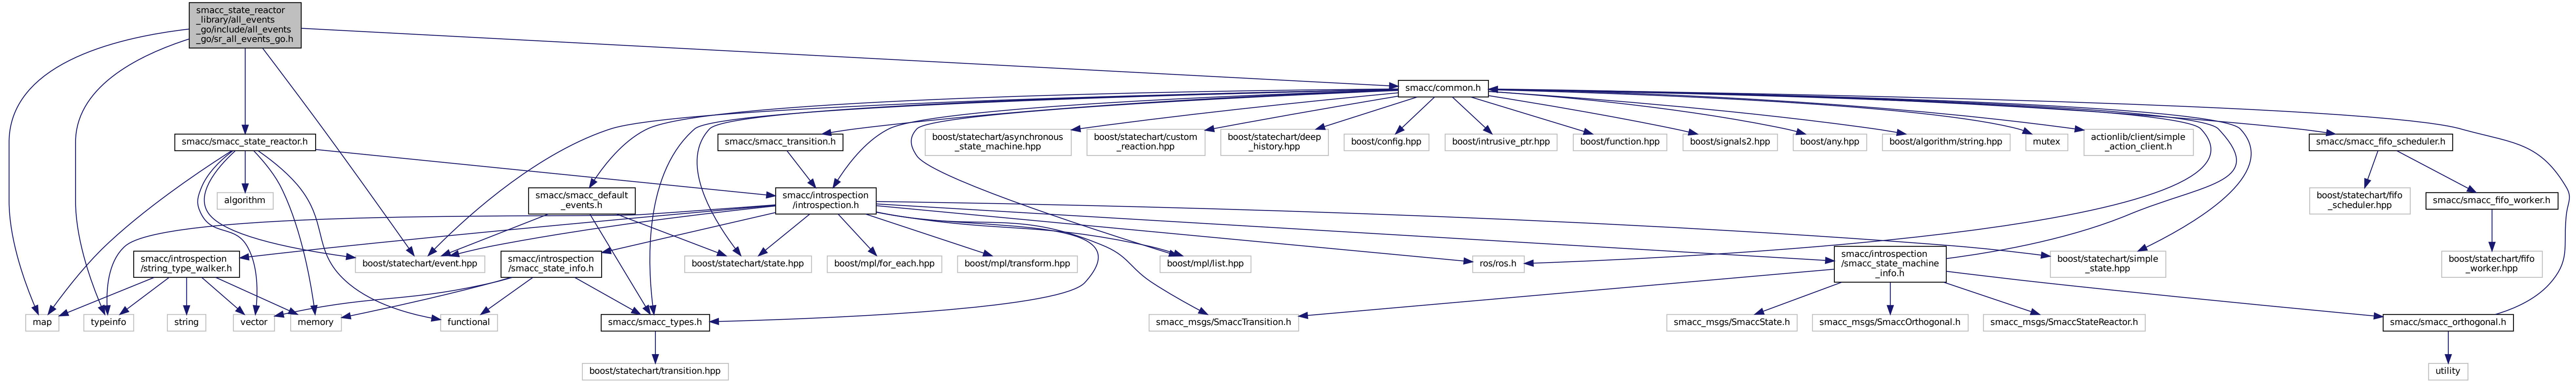 smacc_state_reactor
_library/all_events
_go/include/all_events
_go/sr_all_events_go.h
smacc/common.h
smacc/smacc_state_reactor.h
smacc/smacc_transition.h
boost/statechart/asynchronous
_state_machine.hpp
boost/statechart/custom
_reaction.hpp
boost/statechart/deep
_history.hpp
boost/config.hpp
boost/intrusive_ptr.hpp
boost/function.hpp
boost/signals2.hpp
boost/any.hpp
boost/algorithm/string.hpp
mutex
actionlib/client/simple
_action_client.h
smacc/smacc_fifo_scheduler.h
algorithm
smacc/smacc_default
_events.h
smacc/introspection
/introspection.h
boost/statechart/fifo
_scheduler.hpp
smacc/smacc_fifo_worker.h
smacc/introspection
/string_type_walker.h
boost/statechart/event.hpp
smacc/introspection
/smacc_state_info.h
boost/statechart/state.hpp
boost/mpl/for_each.hpp
boost/mpl/transform.hpp
boost/mpl/list.hpp
ros/ros.h
smacc/introspection
/smacc_state_machine
_info.h
boost/statechart/simple
_state.hpp
boost/statechart/fifo
_worker.hpp
map
typeinfo
string
vector
memory
functional
smacc/smacc_types.h
smacc_msgs/SmaccTransition.h
smacc_msgs/SmaccState.h
smacc_msgs/SmaccOrthogonal.h
smacc_msgs/SmaccStateReactor.h
smacc/smacc_orthogonal.h
boost/statechart/transition.hpp
utility